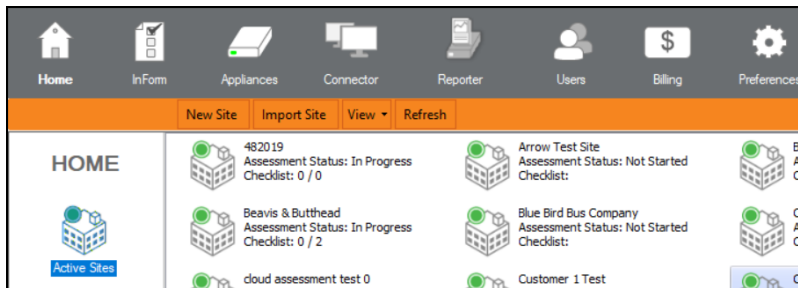 Home
InForm
Appliances
Connector
Reporter
Users
Billing
Preferences
New Site
Import Site
View
Refresh
HOME
Active Sites
482019
Assessment Status: In Progress
Checklist: 0 / 0
Arrow Test Site
Assessment Status: Not Started
Checklist:
Beavis & Butthead
Assessment Status: In Progress
Checklist: 0 / 2
Blue Bird Bus Company
Assessment Status: Not Started
Checklist:
cloud assessment test 0
Customer 1 Test